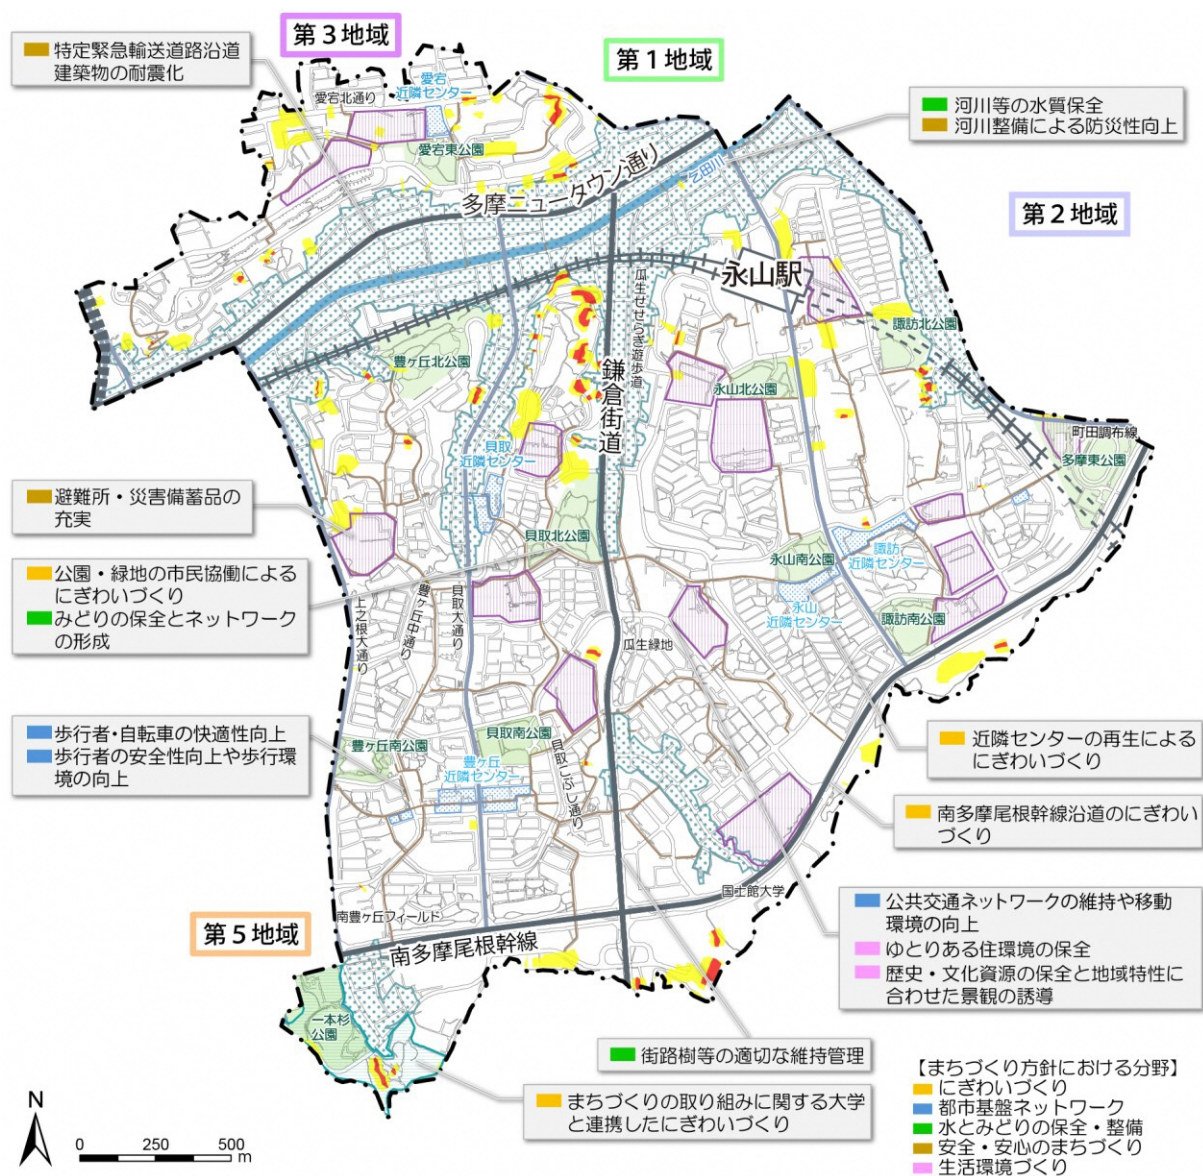 第3地域
第1地域
特定緊急輸送道路沿道
建築物の耐震化
愛宕北通り
愛宕
近隣センター
愛宕東公園
多摩ニュータウン通り
乞田川
河川等の水質保全
河川整備による防災性向上
第2地域
永山駅
瓜生せせらぎ遊歩道
諏訪北公園
豊ヶ丘北公園
鎌倉街道
永山北公園
貝取
近隣センター
町田調布線
多摩東公園
避難所・災害備蓄品の
充実
貝取北公園
永山南公園
諏訪
近隣センター
永山
近隣センター
諏訪南公園
公園・緑地の市民協働による
にぎわいづくり
みどりの保全とネットワーク
の形成
上之根大通り
豊ヶ丘中通り
貝取大通り
瓜生緑地
歩行者・自転車の快適性向上
歩行者の安全性向上や歩行環
境の向上
豊ヶ丘南公園
貝取南公園
豊ヶ丘
近隣センター
貝取こぶし通り
近隣センターの再生による
にぎわいづくり
南多摩尾根幹線沿道のにぎわい
づくり
国士館大学
公共交通ネットワークの維持や移動
環境の向上
ゆとりある住環境の保全
歴史・文化資源の保全と地域特性に
合わせた景観の誘導
第5地域
南豊ヶ丘フィールド
南多摩尾根幹線
一本杉
公園
街路樹等の適切な維持管理
まちづくりの取り組みに関する大学
と連携したにぎわいづくり
【まちづくり方針における分野】
にぎわいづくり
都市基盤ネットワーク
水とみどりの保全・整備
安全・安心のまちづくり
生活環境づくり
N
0 250 500
m